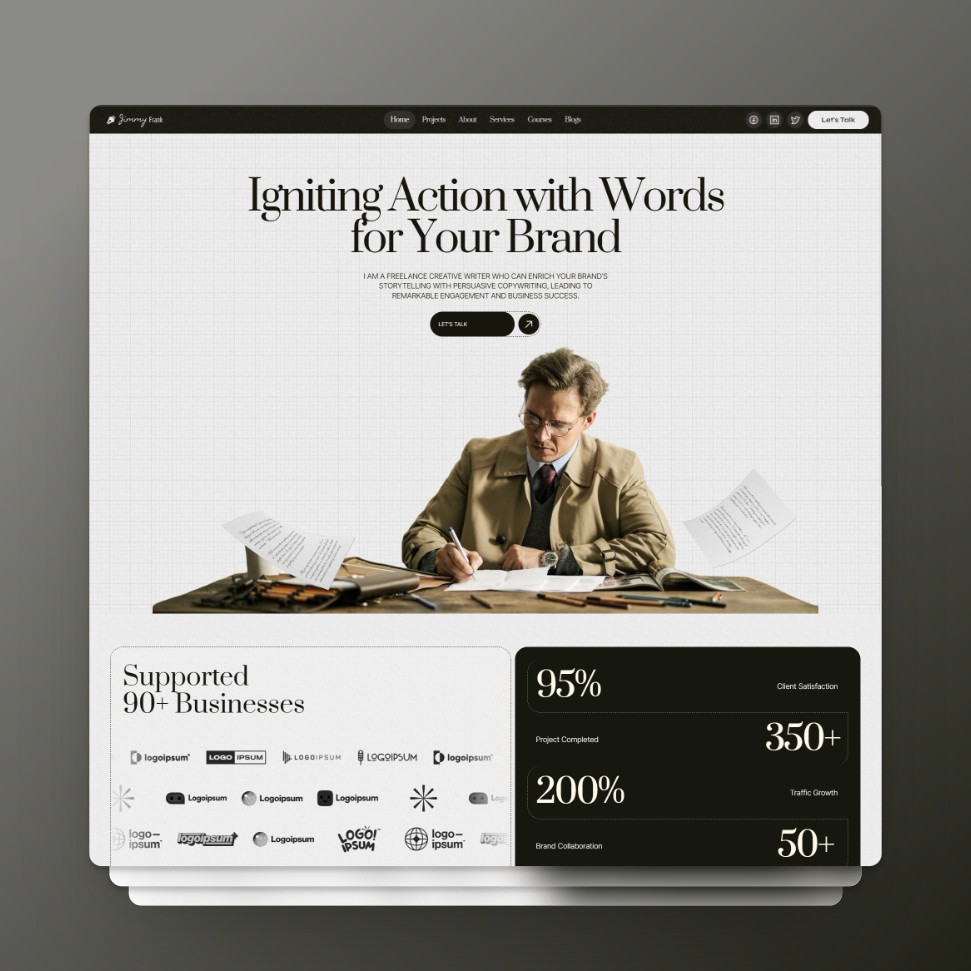 Jimmy Frank
Home Projects About Services Courses Blogs
Let's Talk
Igniting Action with Words
for Your Brand
I AM A FREELANCE CREATIVE WRITER WHO CAN ENRICH YOUR BRAND'S
STORYTELLING WITH PERSUASIVE COPYWRITING, LEADING TO
REMARKABLE ENGAGEMENT AND BUSINESS SUCCESS.
LET'S TALK
Supported
90+ Businesses
logoipsum LOGO IPSUM LOGOIPSUM LOGOIPSUM logoipsum
Logoipsum Logoipsum Logoipsum Logo
logo-
ipsum logoipsum Logoipsum LOGO!
IPSUM logo-
ipsum logo
95%
Client Satisfaction
Project Completed
350+
200%
Traffic Growth
Brand Collaboration
50+